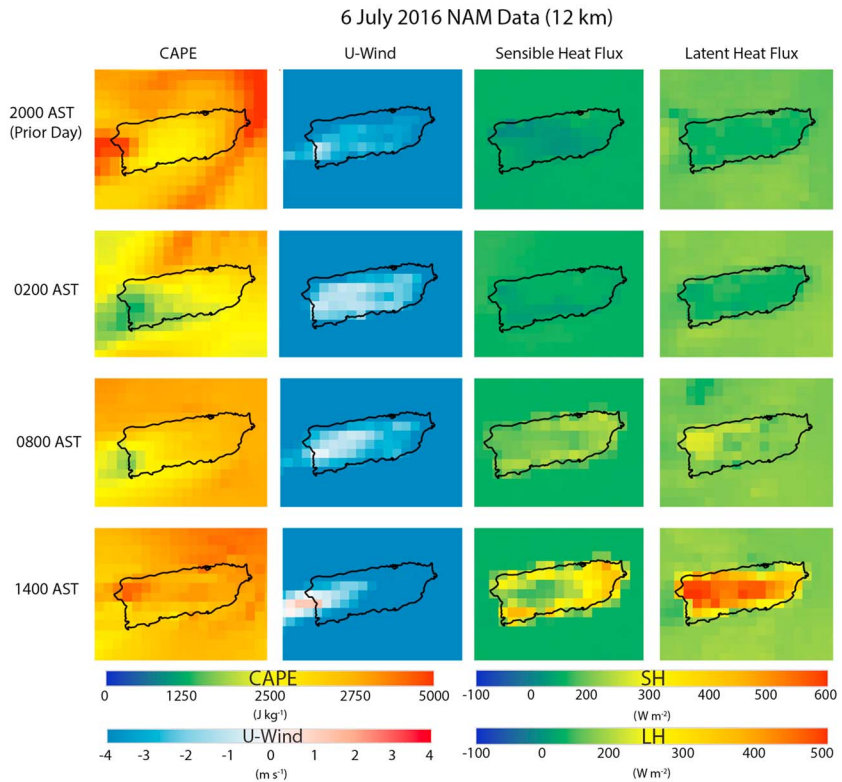 6 July 2016 NAM Data (12 km)
CAPE U-Wind Sensible Heat Flux Latent Heat Flux
2000 AST
(Prior Day)
0200 AST
0800 AST
1400 AST
CAPE
0 1250 2500 2750 5000
(J kg⁻¹)
U-Wind
-4 -3 -2 -1 0 1 2 3 4
(m s⁻¹)
SH
-100 0 200 300 400 500 600
(W m⁻²)
LH
-100 0 200 300 400 500
(W m⁻²)